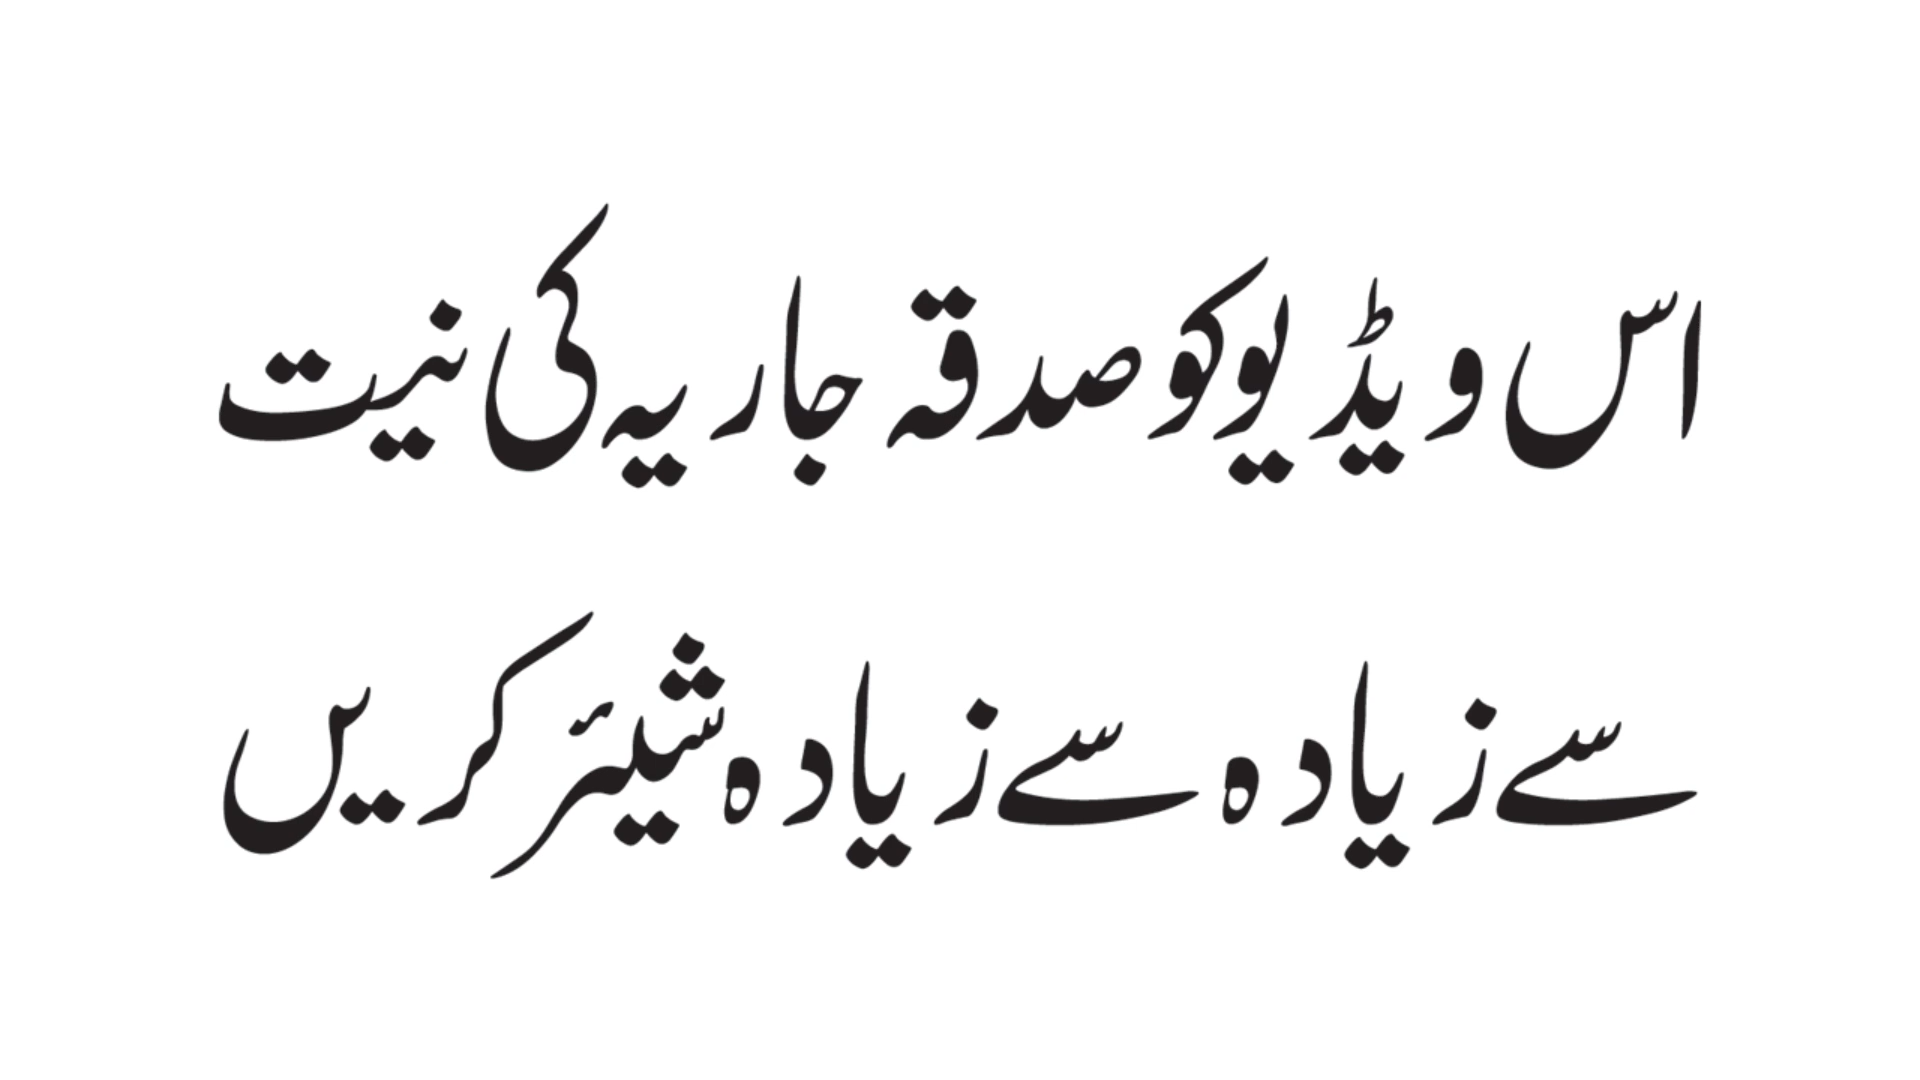 اس ویڈیو کو صدقہ جاریہ کی نیت
سے زیادہ سے زیادہ شیئر کریں